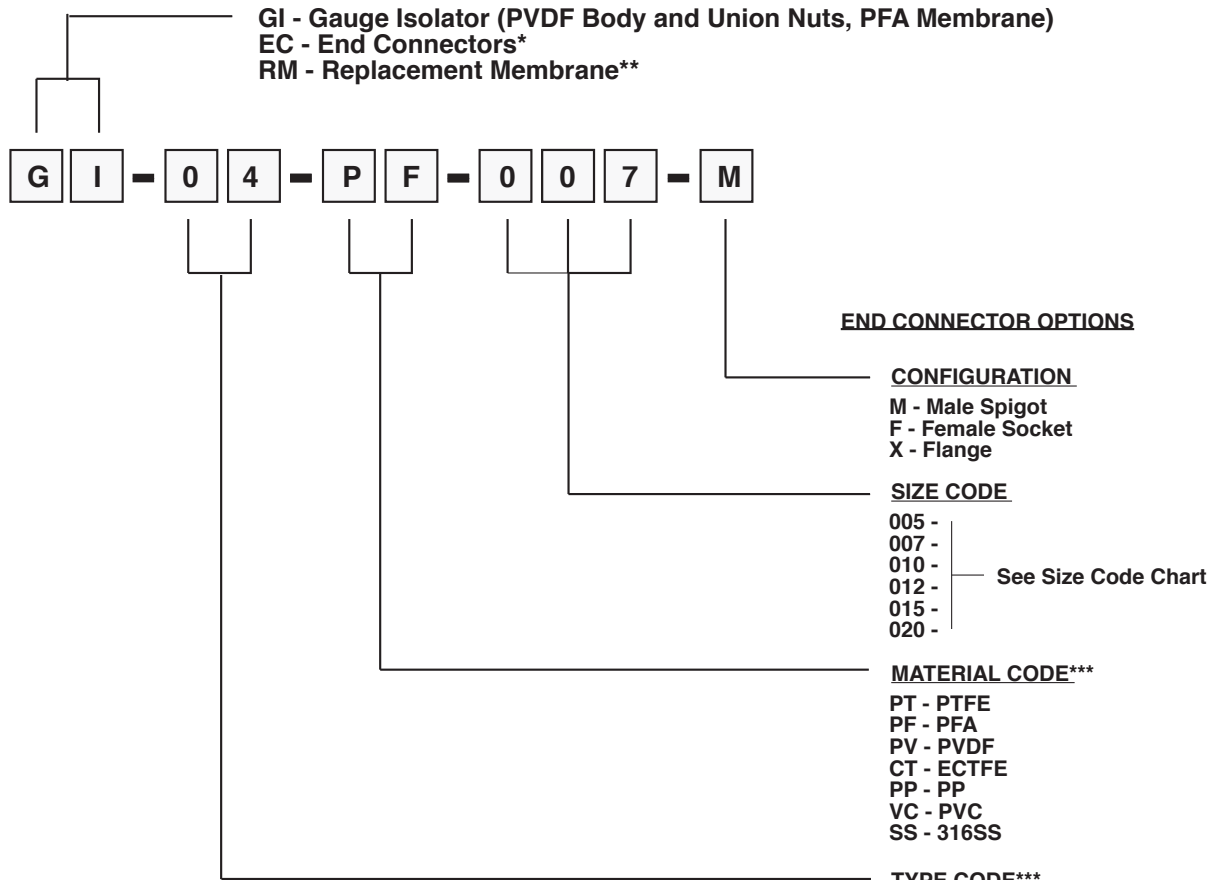 GI - Gauge Isolator (PVDF Body and Union Nuts, PFA Membrane)
EC - End Connectors*
RM - Replacement Membrane**
G I - 0 4 - P F - 0 0 7 - M
END CONNECTOR OPTIONS
CONFIGURATION
M - Male Spigot
F - Female Socket
X - Flange
SIZE CODE
005 -
007 -
010 -
012 -
015 -
020 -
See Size Code Chart
MATERIAL CODE***
PT - PTFE
PF - PFA
PV - PVDF
CT - ECTFE
PP - PP
VC - PVC
SS - 316SS
TYPE CODE***